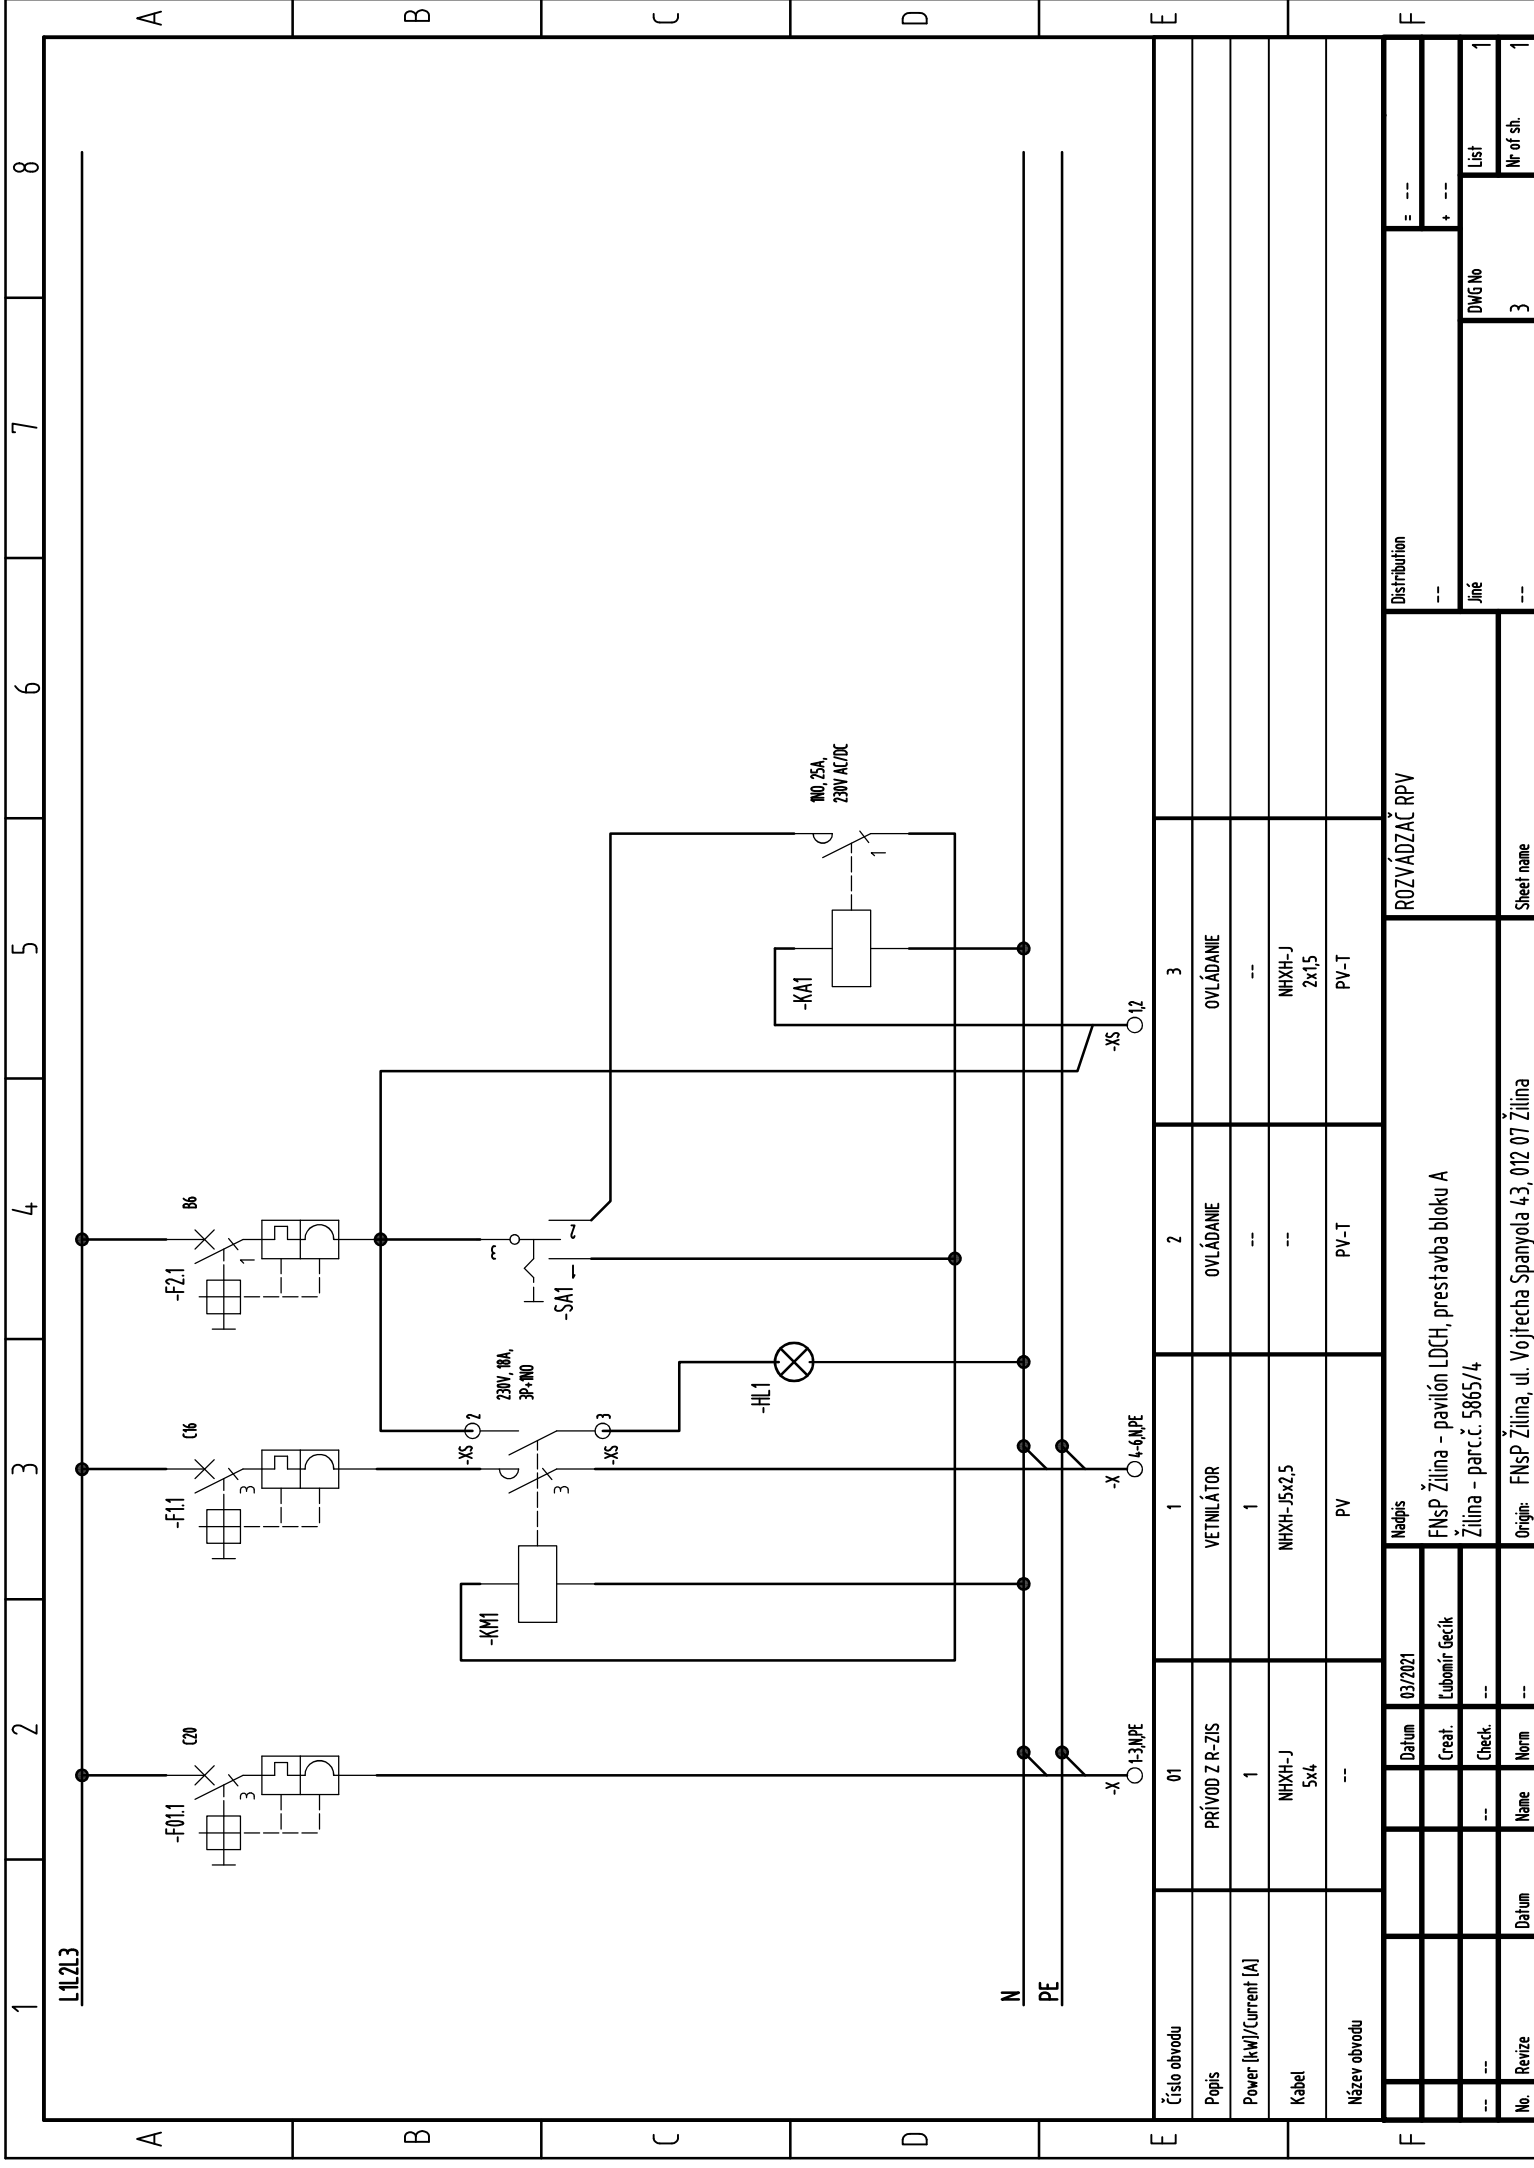 1 2 3 4 5 6 7 8
A A
B B
C C
D D
E E
F F
L1L2L3
-F01.1
C20
3
-F1.1
C16
3
-F2.1
B6
1
-KM1
-XS
2
230V, 18A,
3P+1NO
3
-XS
3
-SA1
3
1
2
-HL1
-KA1
1NO, 25A,
230V AC/DC
1
N
PE
-X
1-3,N,PE
-X
4-6,N,PE
-XS
1,2
Číslo obvodu 01 1 2 3
Popis PRÍVOD Z R-ZIS VETNILÁTOR OVLÁDANIE OVLÁDANIE
Power [kW]/Current [A] 1 1 -- --
Kabel NHXH-J NHXH-J5x2,5 -- NHXH-J
5x4 2x1,5
Název obvodu -- PV PV-T PV-T
Datum 03/2021
Creat. Ľubomír Gecík
-- -- -- Check. --
No. Revize Datum Name Norm --
Nadpis
FNsP Žilina - pavilón LDCH, prestavba bloku A
Žilina - parc.č. 5865/4
Origin: FNsP Žilina, ul. Vojtecha Spanyola 43, 012 07 Žilina
ROZVÁDZAČ RPV
Sheet name
Distribution
--
Jiné
--
= --
+ --
DWG No
3
List 1
Nr of sh. 1